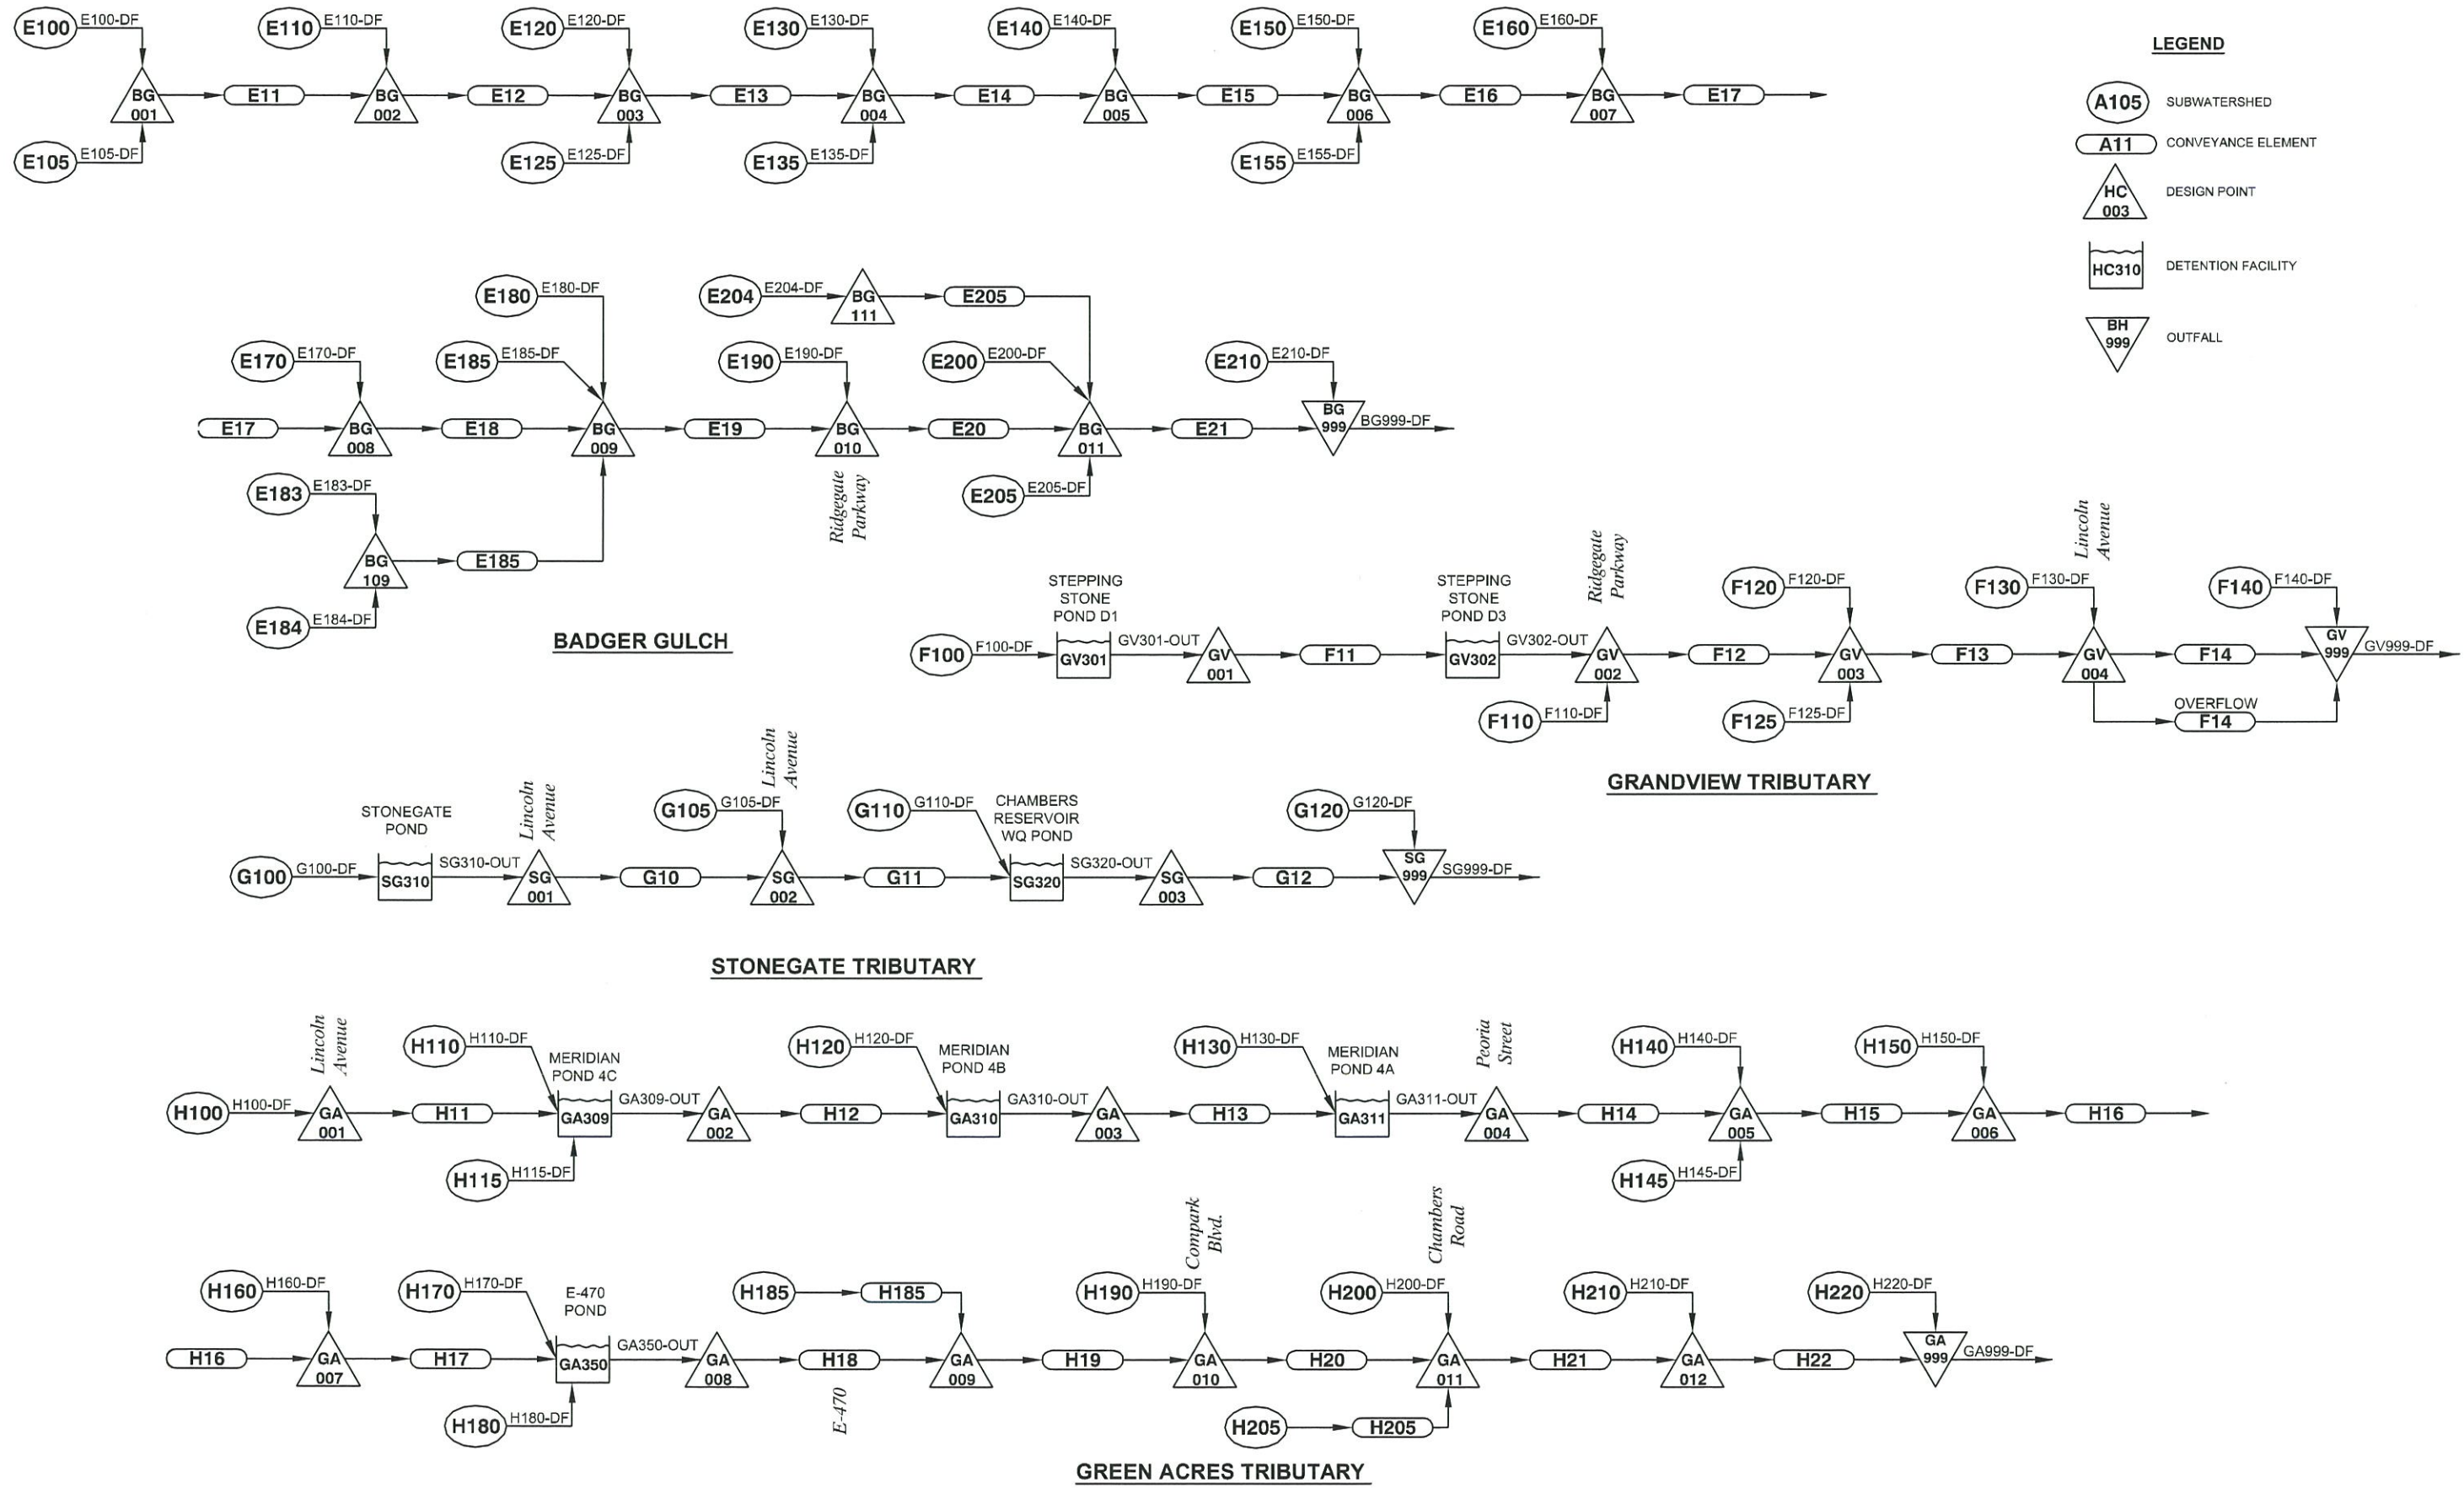 E100 E100-DF E110 E110-DF E120 E120-DF E130 E130-DF E140 E140-DF E150 E150-DF E160 E160-DF
LEGEND
BG 001 E11 BG 002 E12 BG 003 E13 BG 004 E14 BG 005 E15 BG 006 E16 BG 007 E17
E105 E105-DF E125 E125-DF E135 E135-DF E155 E155-DF
A105 SUBWATERSHED
A11 CONVEYANCE ELEMENT
HC 003 DESIGN POINT
HC310 DETENTION FACILITY
BH 999 OUTFALL
E180 E180-DF E204 E204-DF BG 111 E205
E170 E170-DF E185 E185-DF E190 E190-DF E200 E200-DF E210 E210-DF
E17 BG 008 E18 BG 009 E19 BG 010 E20 BG 011 E21 BG 999 BG999-DF
Ridgegate
Parkway
E183 E183-DF E205 E205-DF
BG 109 E185
E184 E184-DF
BADGER GULCH
STEPPING
STONE
POND D1
STEPPING
STONE
POND D3
Ridgegate
Parkway
Lincoln
Avenue
F120 F120-DF F130 F130-DF F140 F140-DF
F100 F100-DF GV301 GV301-OUT GV 001 F11 GV302 GV302-OUT GV 002 F12 GV 003 F13 GV 004 F14 GV 999 GV999-DF
F110 F110-DF F125 F125-DF
OVERFLOW
F14
GRANDVIEW TRIBUTARY
STONEGATE
POND
Lincoln
Avenue
Lincoln
Avenue
G105 G105-DF G110 G110-DF
CHAMBERS
RESERVOIR
WQ POND
G120 G120-DF
G100 G100-DF SG310 SG310-OUT SG 001 G10 SG 002 G11 SG320 SG320-OUT SG 003 G12 SG 999 SG999-DF
STONEGATE TRIBUTARY
Lincoln
Avenue
H110 H110-DF
MERIDIAN
POND 4C
H120 H120-DF
MERIDIAN
POND 4B
H130 H130-DF
MERIDIAN
POND 4A
Peoria
Street
H140 H140-DF H150 H150-DF
H100 H100-DF GA 001 H11 GA309 GA309-OUT GA 002 H12 GA310 GA310-OUT GA 003 H13 GA311 GA311-OUT GA 004 H14 GA 005 H15 GA 006 H16
H115 H115-DF H145 H145-DF
Compark
Blvd.
Chambers
Road
H160 H160-DF H170 H170-DF
E-470
POND
H185 H185 H190 H190-DF H200 H200-DF H210 H210-DF H220 H220-DF
H16 GA 007 H17 GA350 GA350-OUT GA 008 H18 GA 009 H19 GA 010 H20 GA 011 H21 GA 012 H22 GA 999 GA999-DF
E-470
H180 H180-DF H205 H205
GREEN ACRES TRIBUTARY